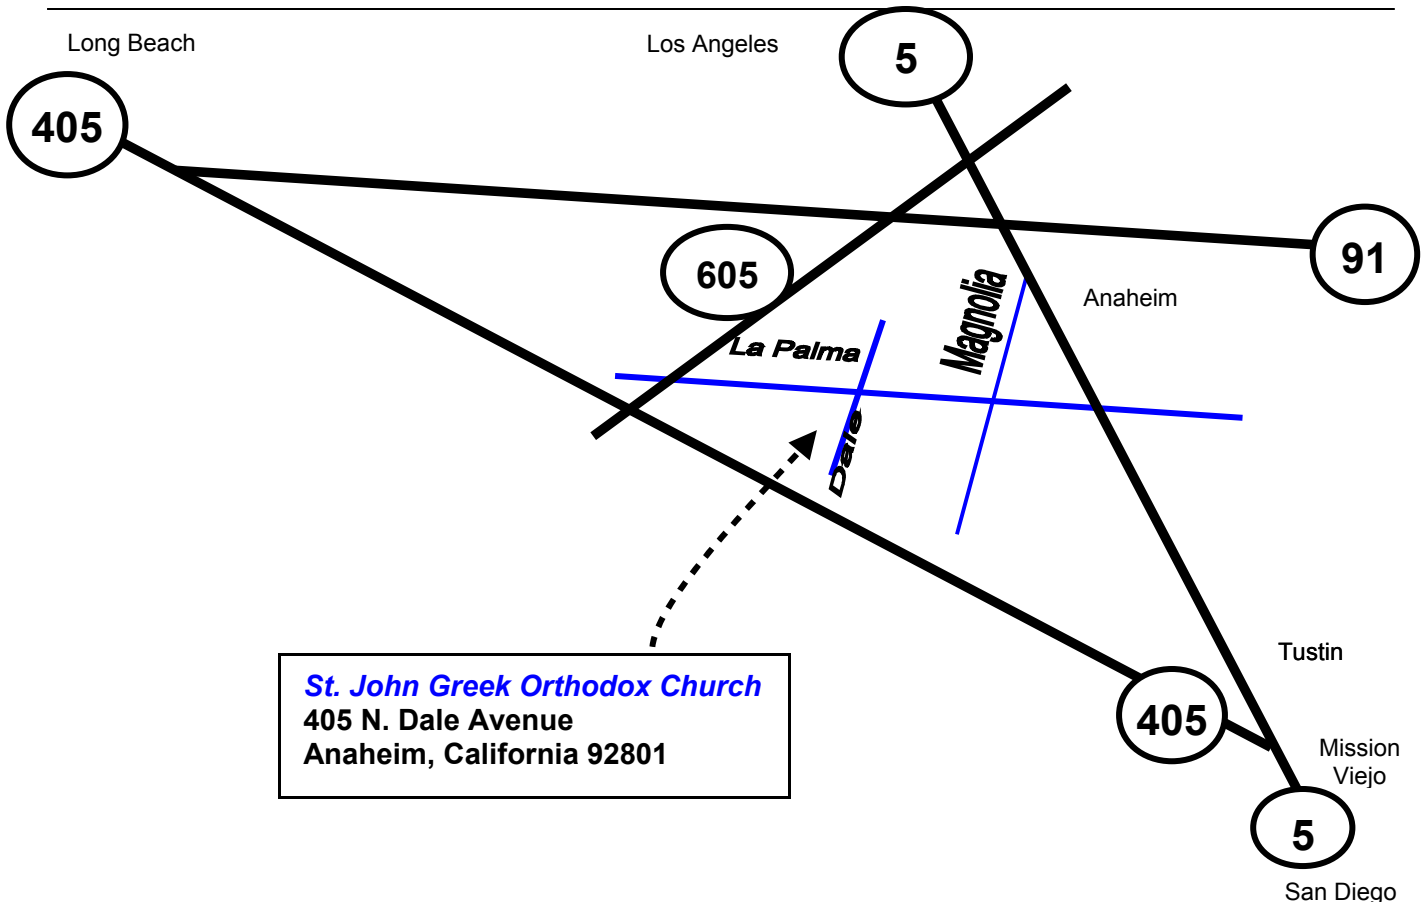 Long Beach
Los Angeles
5
405
91
605
Magnolia
Anaheim
La Palma
Dale
St. John Greek Orthodox Church
405 N. Dale Avenue
Anaheim, California 92801
Tustin
405
Mission
Viejo
5
San Diego